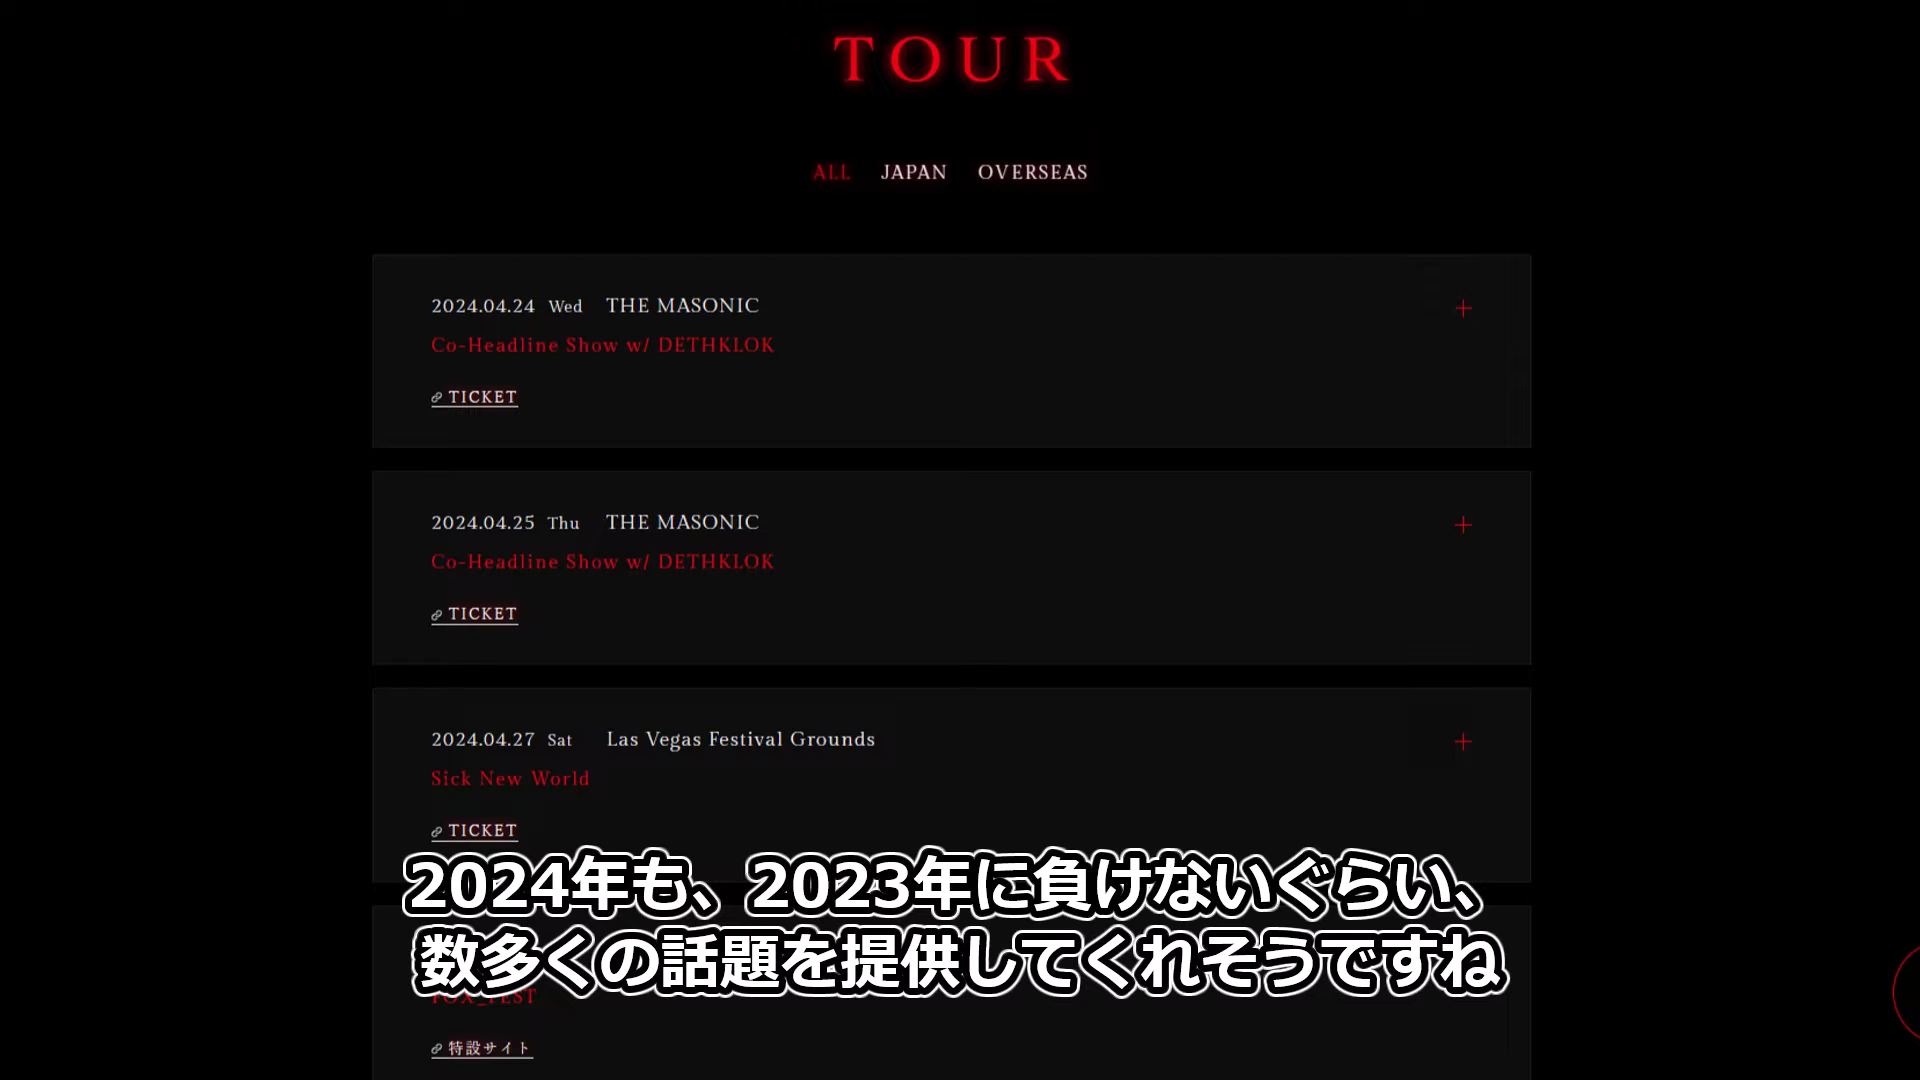 TOUR
ALL JAPAN OVERSEAS
2024.04.24 Wed THE MASONIC
Co-Headline Show w/ DETHKLOK
TICKET
2024.04.25 Thu THE MASONIC
Co-Headline Show w/ DETHKLOK
TICKET
2024.04.27 Sat Las Vegas Festival Grounds
Sick New World
TICKET
2024年も、2023年に負けないぐらい、
数多くの話題を提供してくれそうですね
FOX_FEST
特設サイト